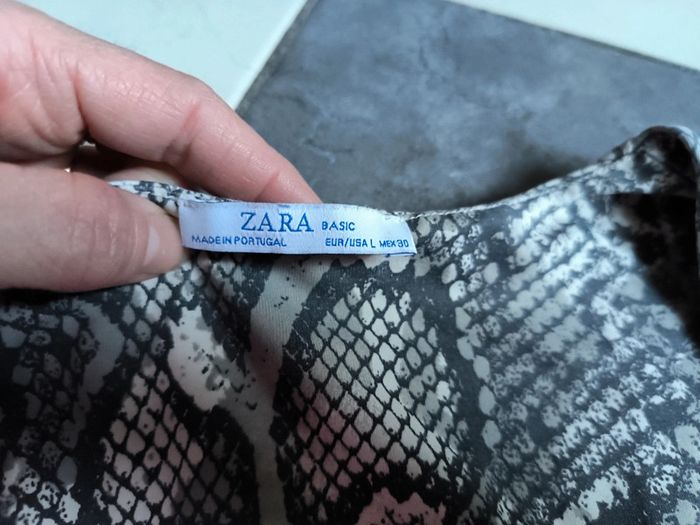 ZARA BASIC
MADE IN PORTUGAL EUR/USA L MEX 30